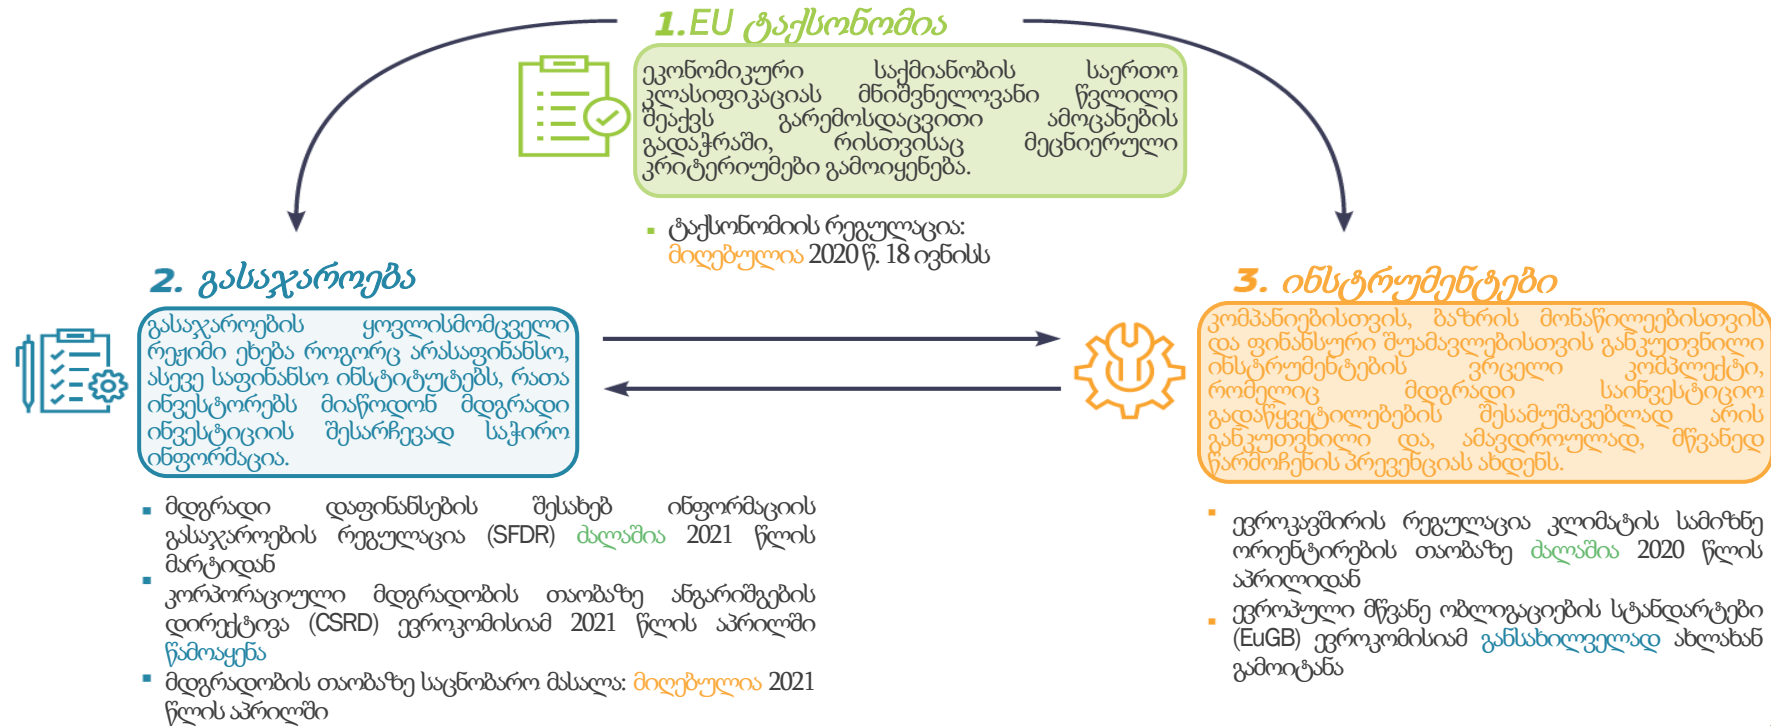 1.EU ტაქსონომია
ეკონომიკური საქმიანობის საერთო
კლასიფიკაციას მნიშვნელოვანი წვლილი
შეაქვს გარემოსდაცვითი ამოცანების
გადაჭრაში, რისთვისაც მეცნიერული
კრიტერიუმები გამოიყენება.
▪ ტაქსონომიის რეგულაცია:
მიღებულია 2020 წ. 18 ივნისს
2. გასაჯაროება
გასაჯაროების ყოვლისმომცველი
რეჟიმი ეხება როგორც არასაფინანსო,
ასევე საფინანსო ინსტიტუტებს, რათა
ინვესტორებს მიაწოდონ მდგრადი
ინვესტიციის შესარჩევად საჭირო
ინფორმაცია.
▪ მდგრადი დაფინანსების შესახებ ინფორმაციის
გასაჯაროების რეგულაცია (SFDR) ძალაშია 2021 წლის
მარტიდან
▪ კორპორაციული მდგრადობის თაობაზე ანგარიშგების
დირექტივა (CSRD) ევროკომისიამ 2021 წლის აპრილში
წამოაყენა
▪ მდგრადობის თაობაზე საცნობარო მასალა: მიღებულია 2021
წლის აპრილში
3. ინსტრუმენტები
კომპანიებისთვის, ბაზრის მონაწილეებისთვის
და ფინანსური შუამავლებისთვის განკუთვნილი
ინსტრუმენტების ვრცელი კომპლექტი,
რომელიც მდგრადი საინვესტიციო
გადაწყვეტილებების შესამუშავებლად არის
განკუთვნილი და, ამავდროულად, მწვანედ
წარმოჩენის პრევენციას ახდენს.
▪ ევროკავშირის რეგულაცია კლიმატის სამიზნე
ორიენტირების თაობაზე ძალაშია 2020 წლის
აპრილიდან
▪ ევროპული მწვანე ობლიგაციების სტანდარტები
(EuGB) ევროკომისიამ განსახილველად ახლახან
გამოიტანა